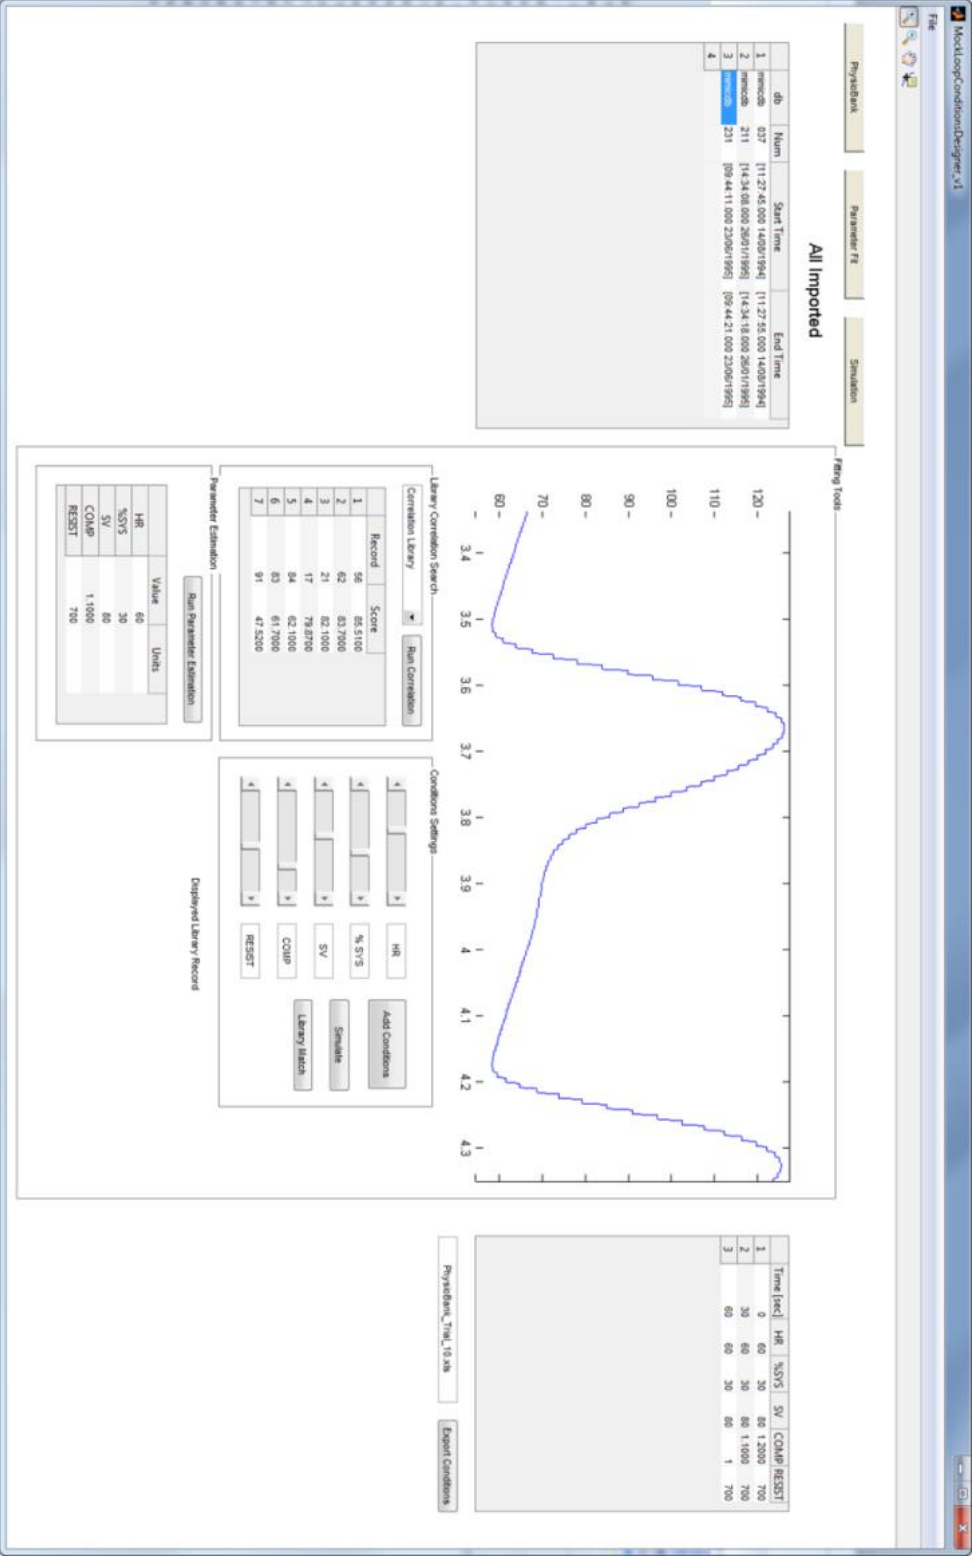 MockLoopConditionsDesigner_v1
File
PhysioBank Parameter Fit Simulation
All Imported
db Num Start Time End Time
1 mimicdb 037 [11:27:45.000 14/08/1994] [11:27:55.000 14/08/1994]
2 mimicdb 211 [14:34:08.000 26/01/1995] [14:34:18.000 26/01/1995]
3 mimicdb 231 [09:44:11.000 23/06/1995] [09:44:21.000 23/06/1995]
4
Fitting Tools
120
110
100
90
80
70
60
3.4 3.5 3.6 3.7 3.8 3.9 4 4.1 4.2 4.3
Library Correlation Search
Correlation Library Run Correlation
Record Score
1 56 85.5100
2 62 83.7000
3 21 82.1000
4 17 79.8700
5 84 62.1000
6 83 61.7000
7 91 47.5200
Parameter Estimation
Run Parameter Estimation
Value Units
HR 60
%SYS 30
SV 80
COMP 1.1000
RESIST 700
Conditions Settings
HR
% SYS
SV
COMP
RESIST
Add Conditions
Simulate
Library Match
Displayed Library Record
Time [sec] HR %SYS SV COMP RESIST
1 0 60 30 80 1.2000 700
2 30 60 30 80 1.1000 700
3 60 60 30 80 1 700
PhysioBank_Trial_10.xls Export Conditions